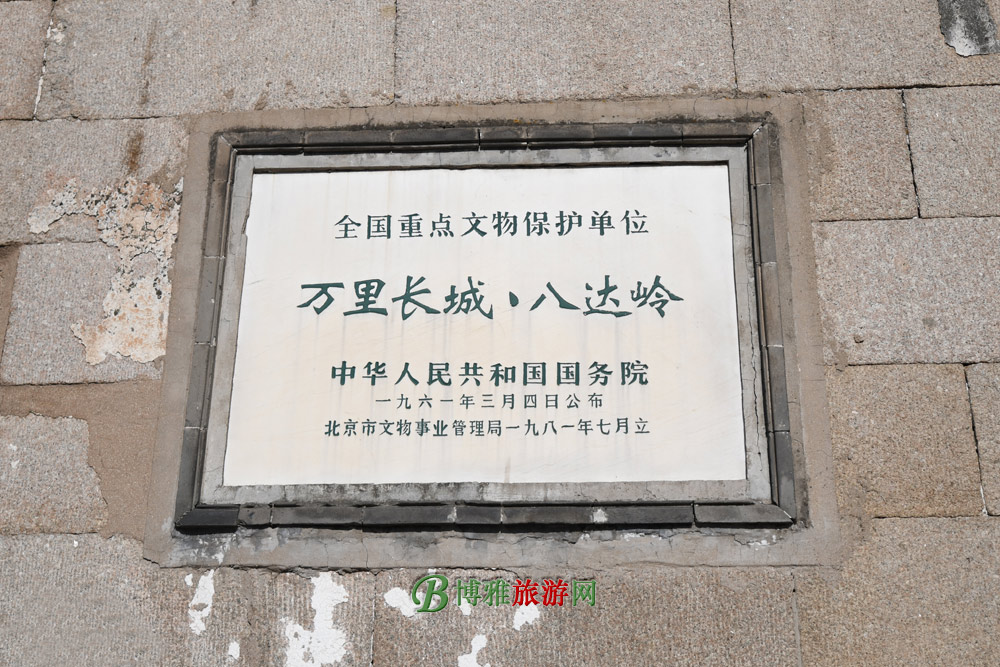 全国重点文物保护单位
万里长城·八达岭
中华人民共和国国务院
一九六一年三月四日公布
北京市文物事业管理局一九八一年七月立
B博雅旅游网